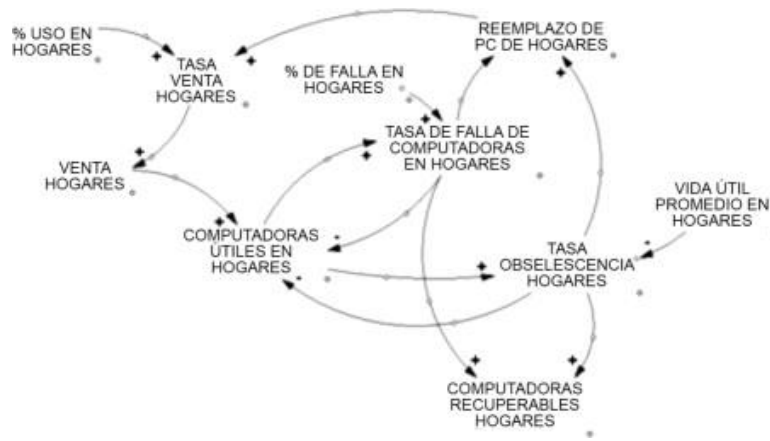 % USO EN
HOGARES
TASA
VENTA
HOGARES
REEMPLAZO DE
PC DE HOGARES
% DE FALLA EN
HOGARES
TASA DE FALLA DE
COMPUTADORAS
EN HOGARES
VENTA
HOGARES
VIDA ÚTIL
PROMEDIO EN
HOGARES
COMPUTADORAS
ÚTILES EN
HOGARES
TASA
OBSELESCENCIA
HOGARES
COMPUTADORAS
RECUPERABLES
HOGARES